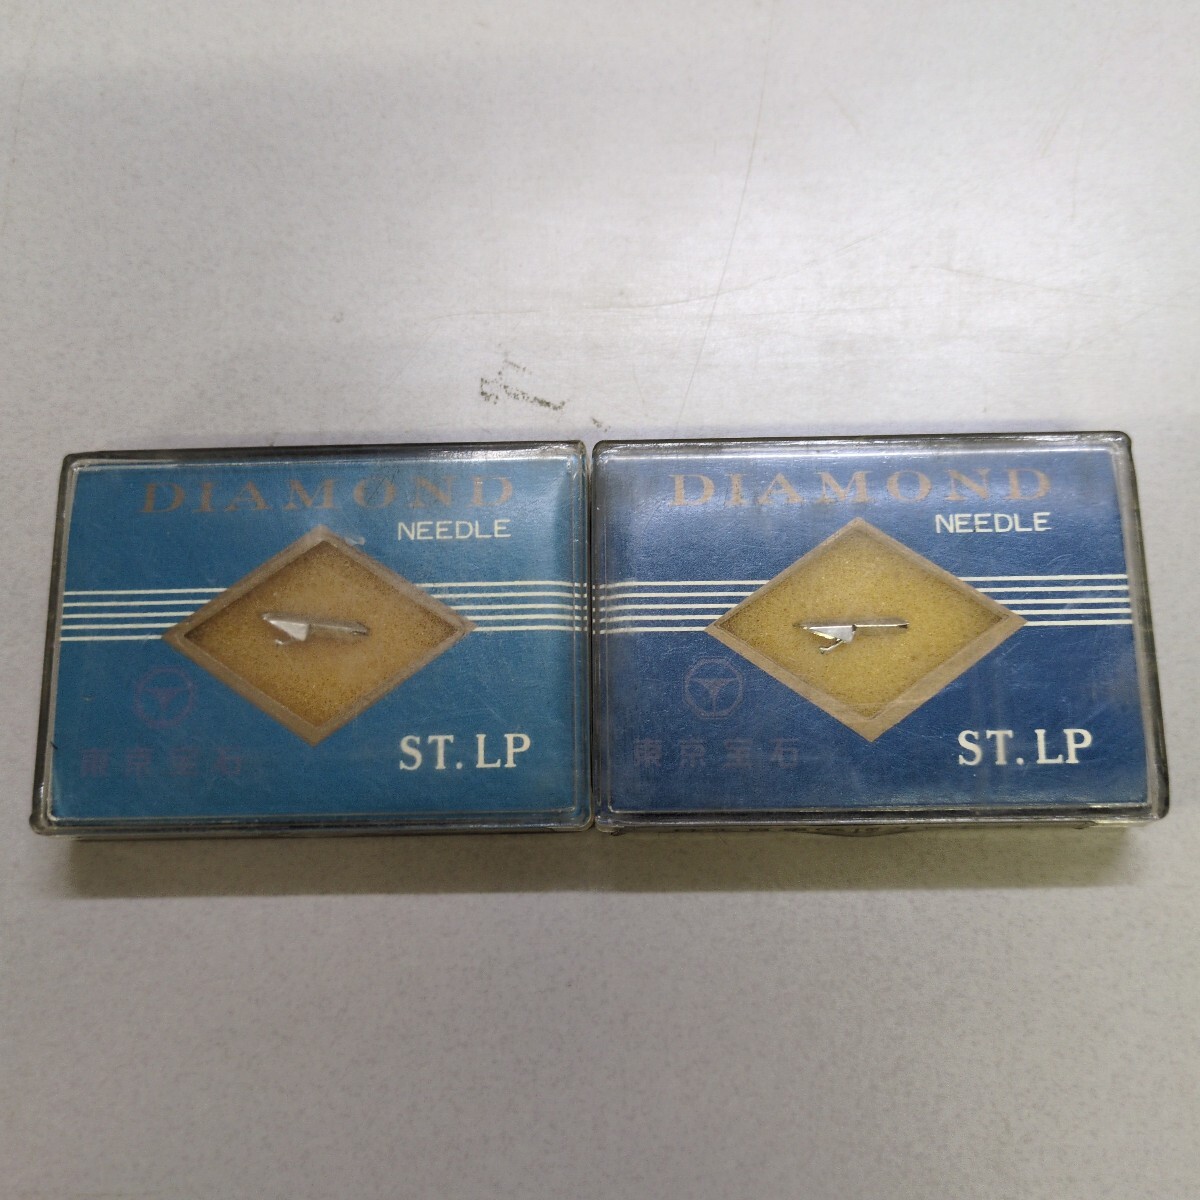 DIAMOND
NEEDLE
東京宝石
ST. LP
DIAMOND
NEEDLE
東京宝石
ST. LP